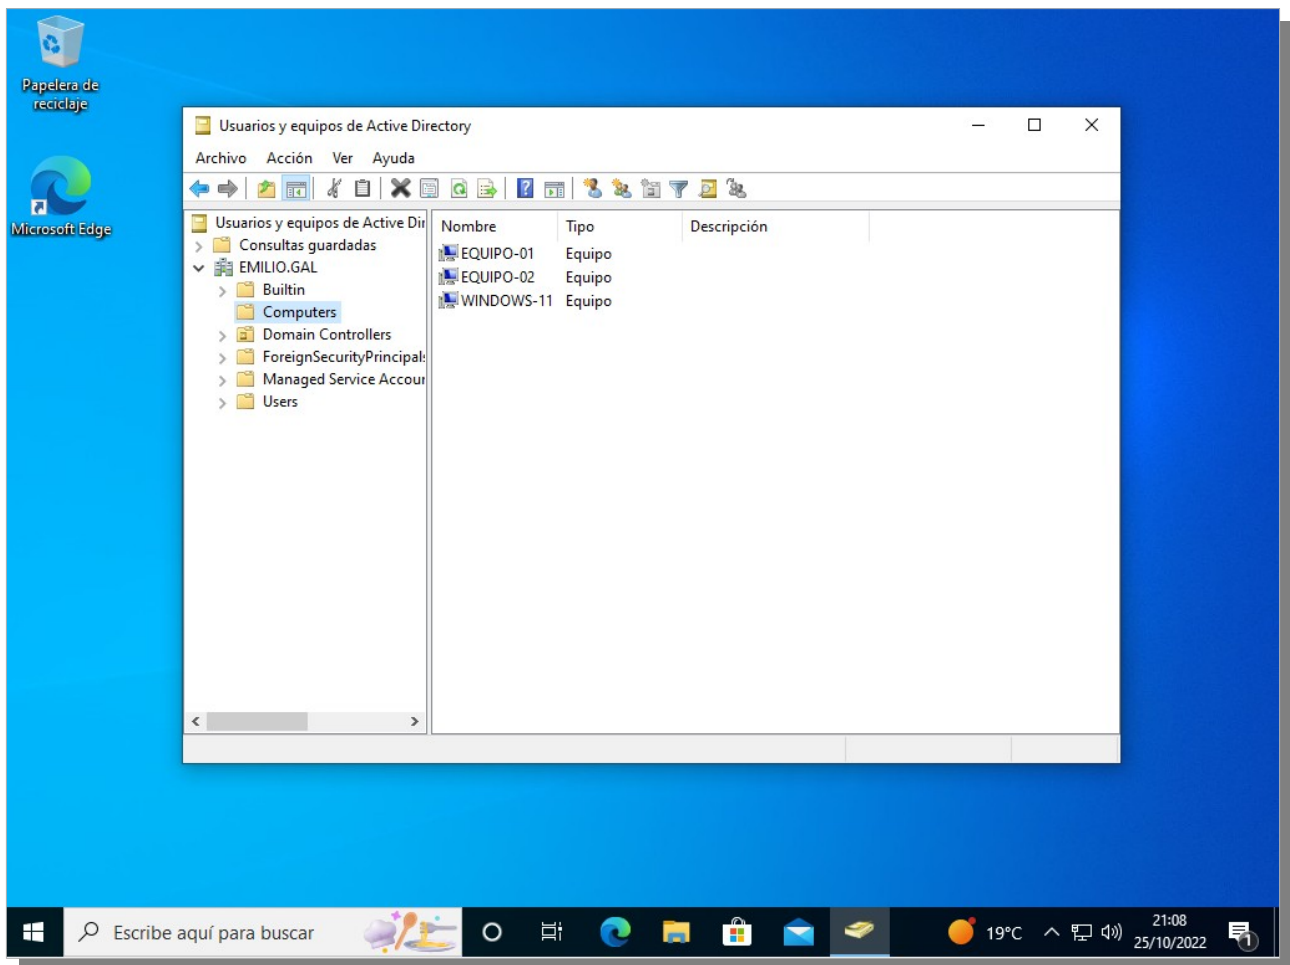 Papelera de
reciclaje
Microsoft Edge
Usuarios y equipos de Active Directory
Archivo Acción Ver Ayuda
Usuarios y equipos de Active Dir
Consultas guardadas
EMILIO.GAL
Builtin
Computers
Domain Controllers
ForeignSecurityPrincipals
Managed Service Accour
Users
Nombre Tipo Descripción
EQUIPO-01 Equipo
EQUIPO-02 Equipo
WINDOWS-11 Equipo
Escribe aquí para buscar
19°C
21:08
25/10/2022
1